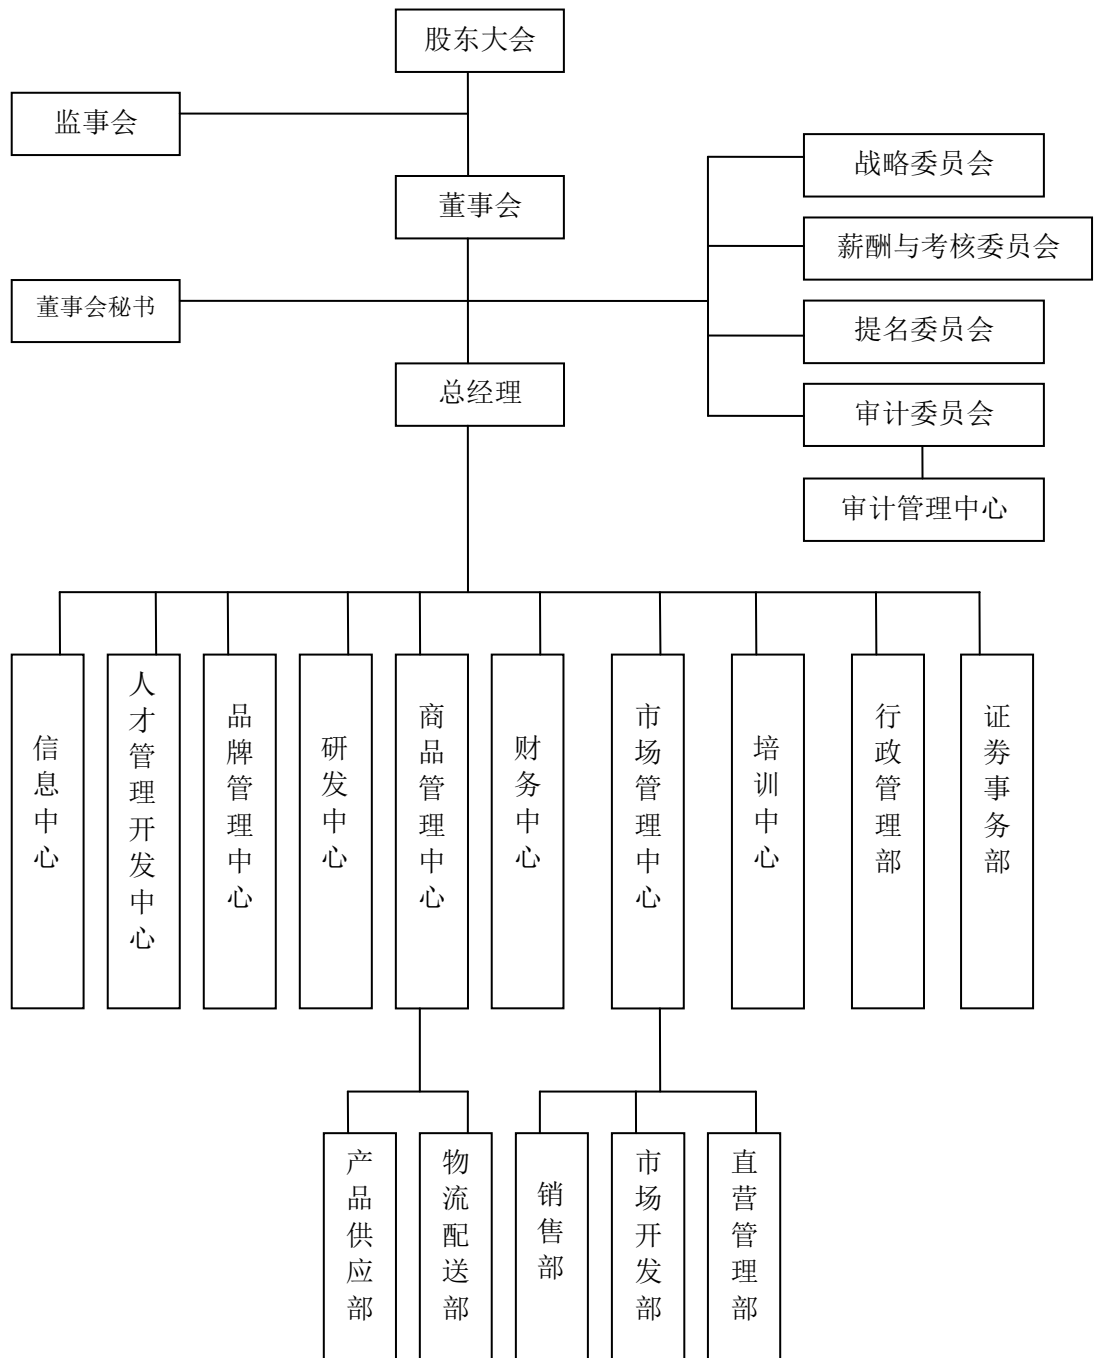 股东大会
监事会
战略委员会
董事会
薪酬与考核委员会
董事会秘书
提名委员会
总经理
审计委员会
审计管理中心
信息中心
人才管理开发中心
品牌管理中心
研发中心
商品管理中心
财务中心
市场管理中心
培训中心
行政管理部
证券事务部
产品供应部
物流配送部
销售部
市场开发部
直营管理部